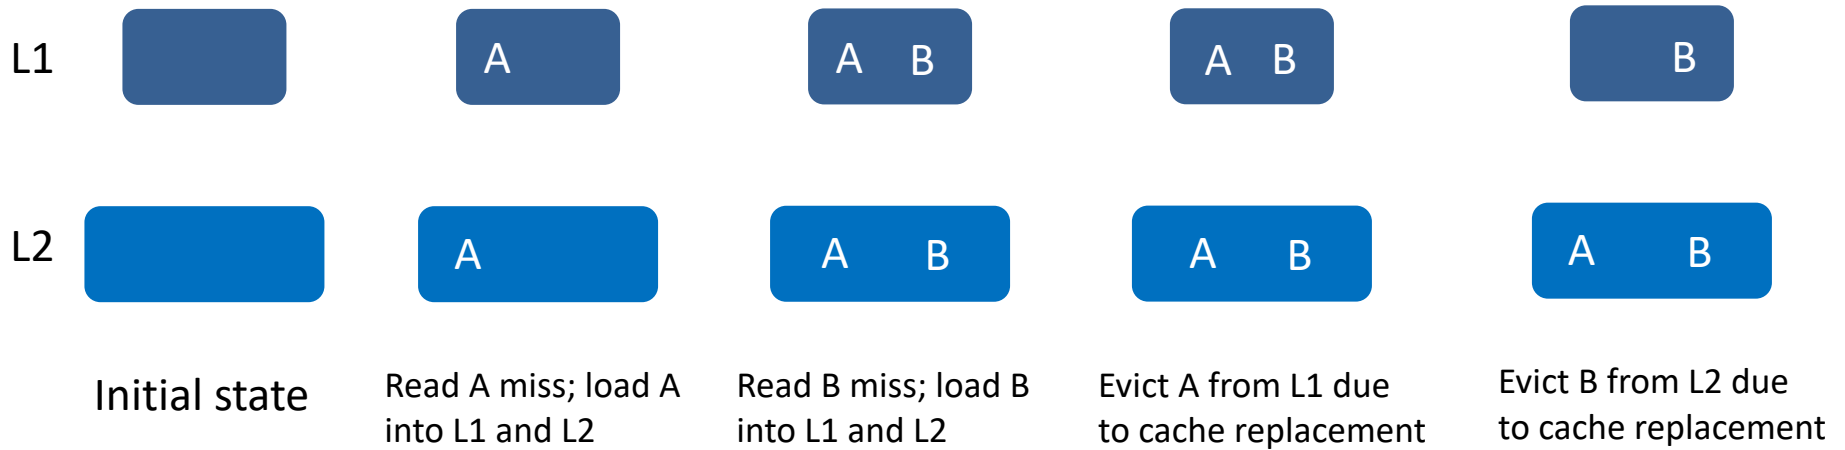 L1
A
A B
A B
B
L2
A
A B
A B
A B
Initial state
Read A miss; load A
into L1 and L2
Read B miss; load B
into L1 and L2
Evict A from L1 due
to cache replacement
Evict B from L2 due
to cache replacement